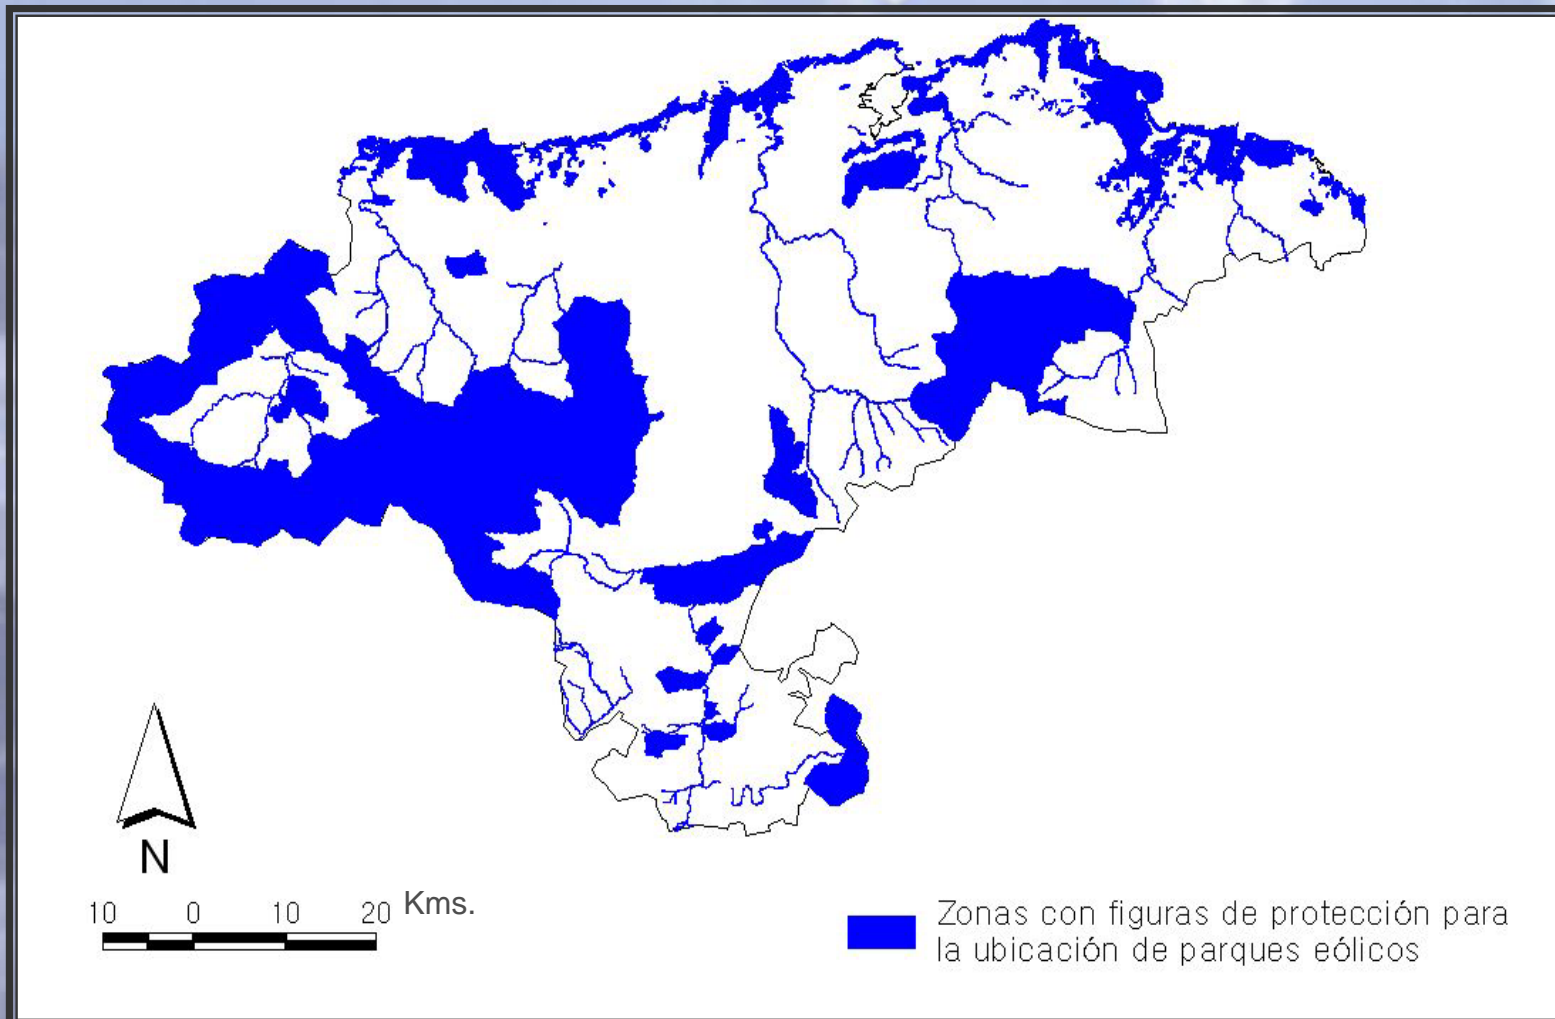 N
10 0 10 20 Kms.
Zonas con figuras de protección para
la ubicación de parques eólicos